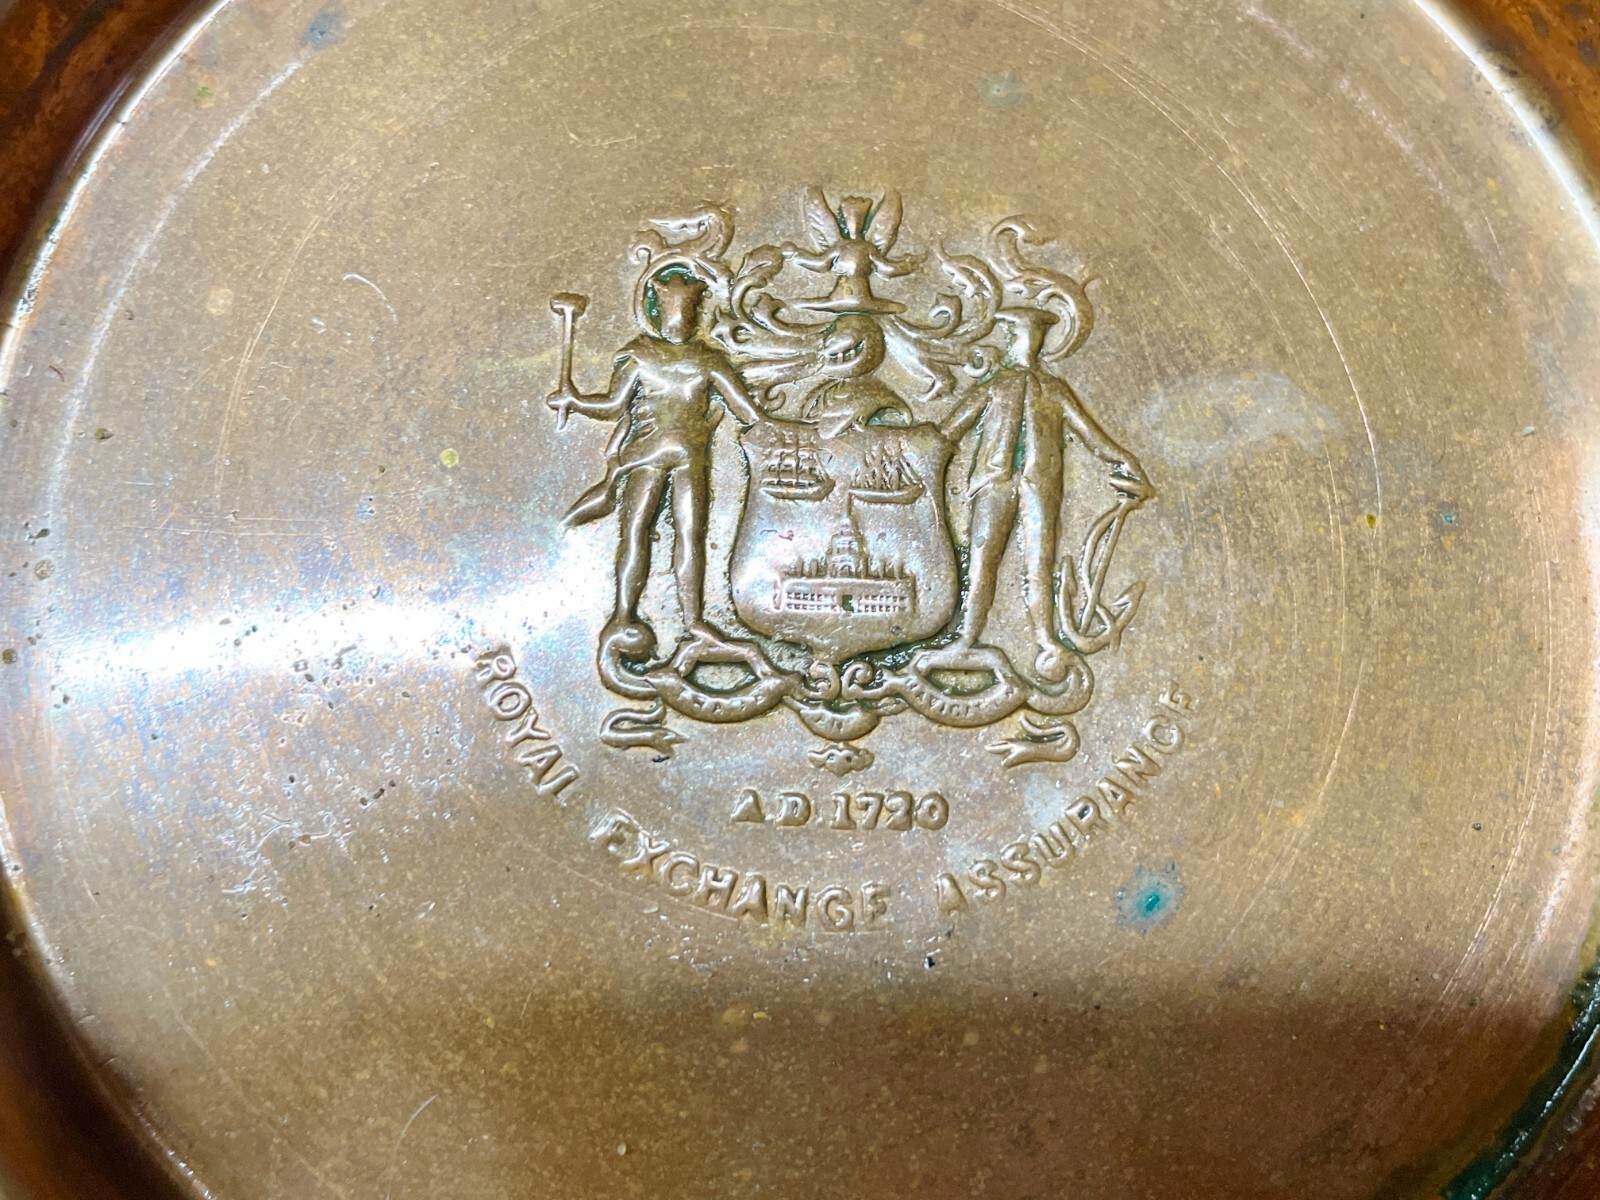 A.D. 1720
ROYAL EXCHANGE ASSURANCE